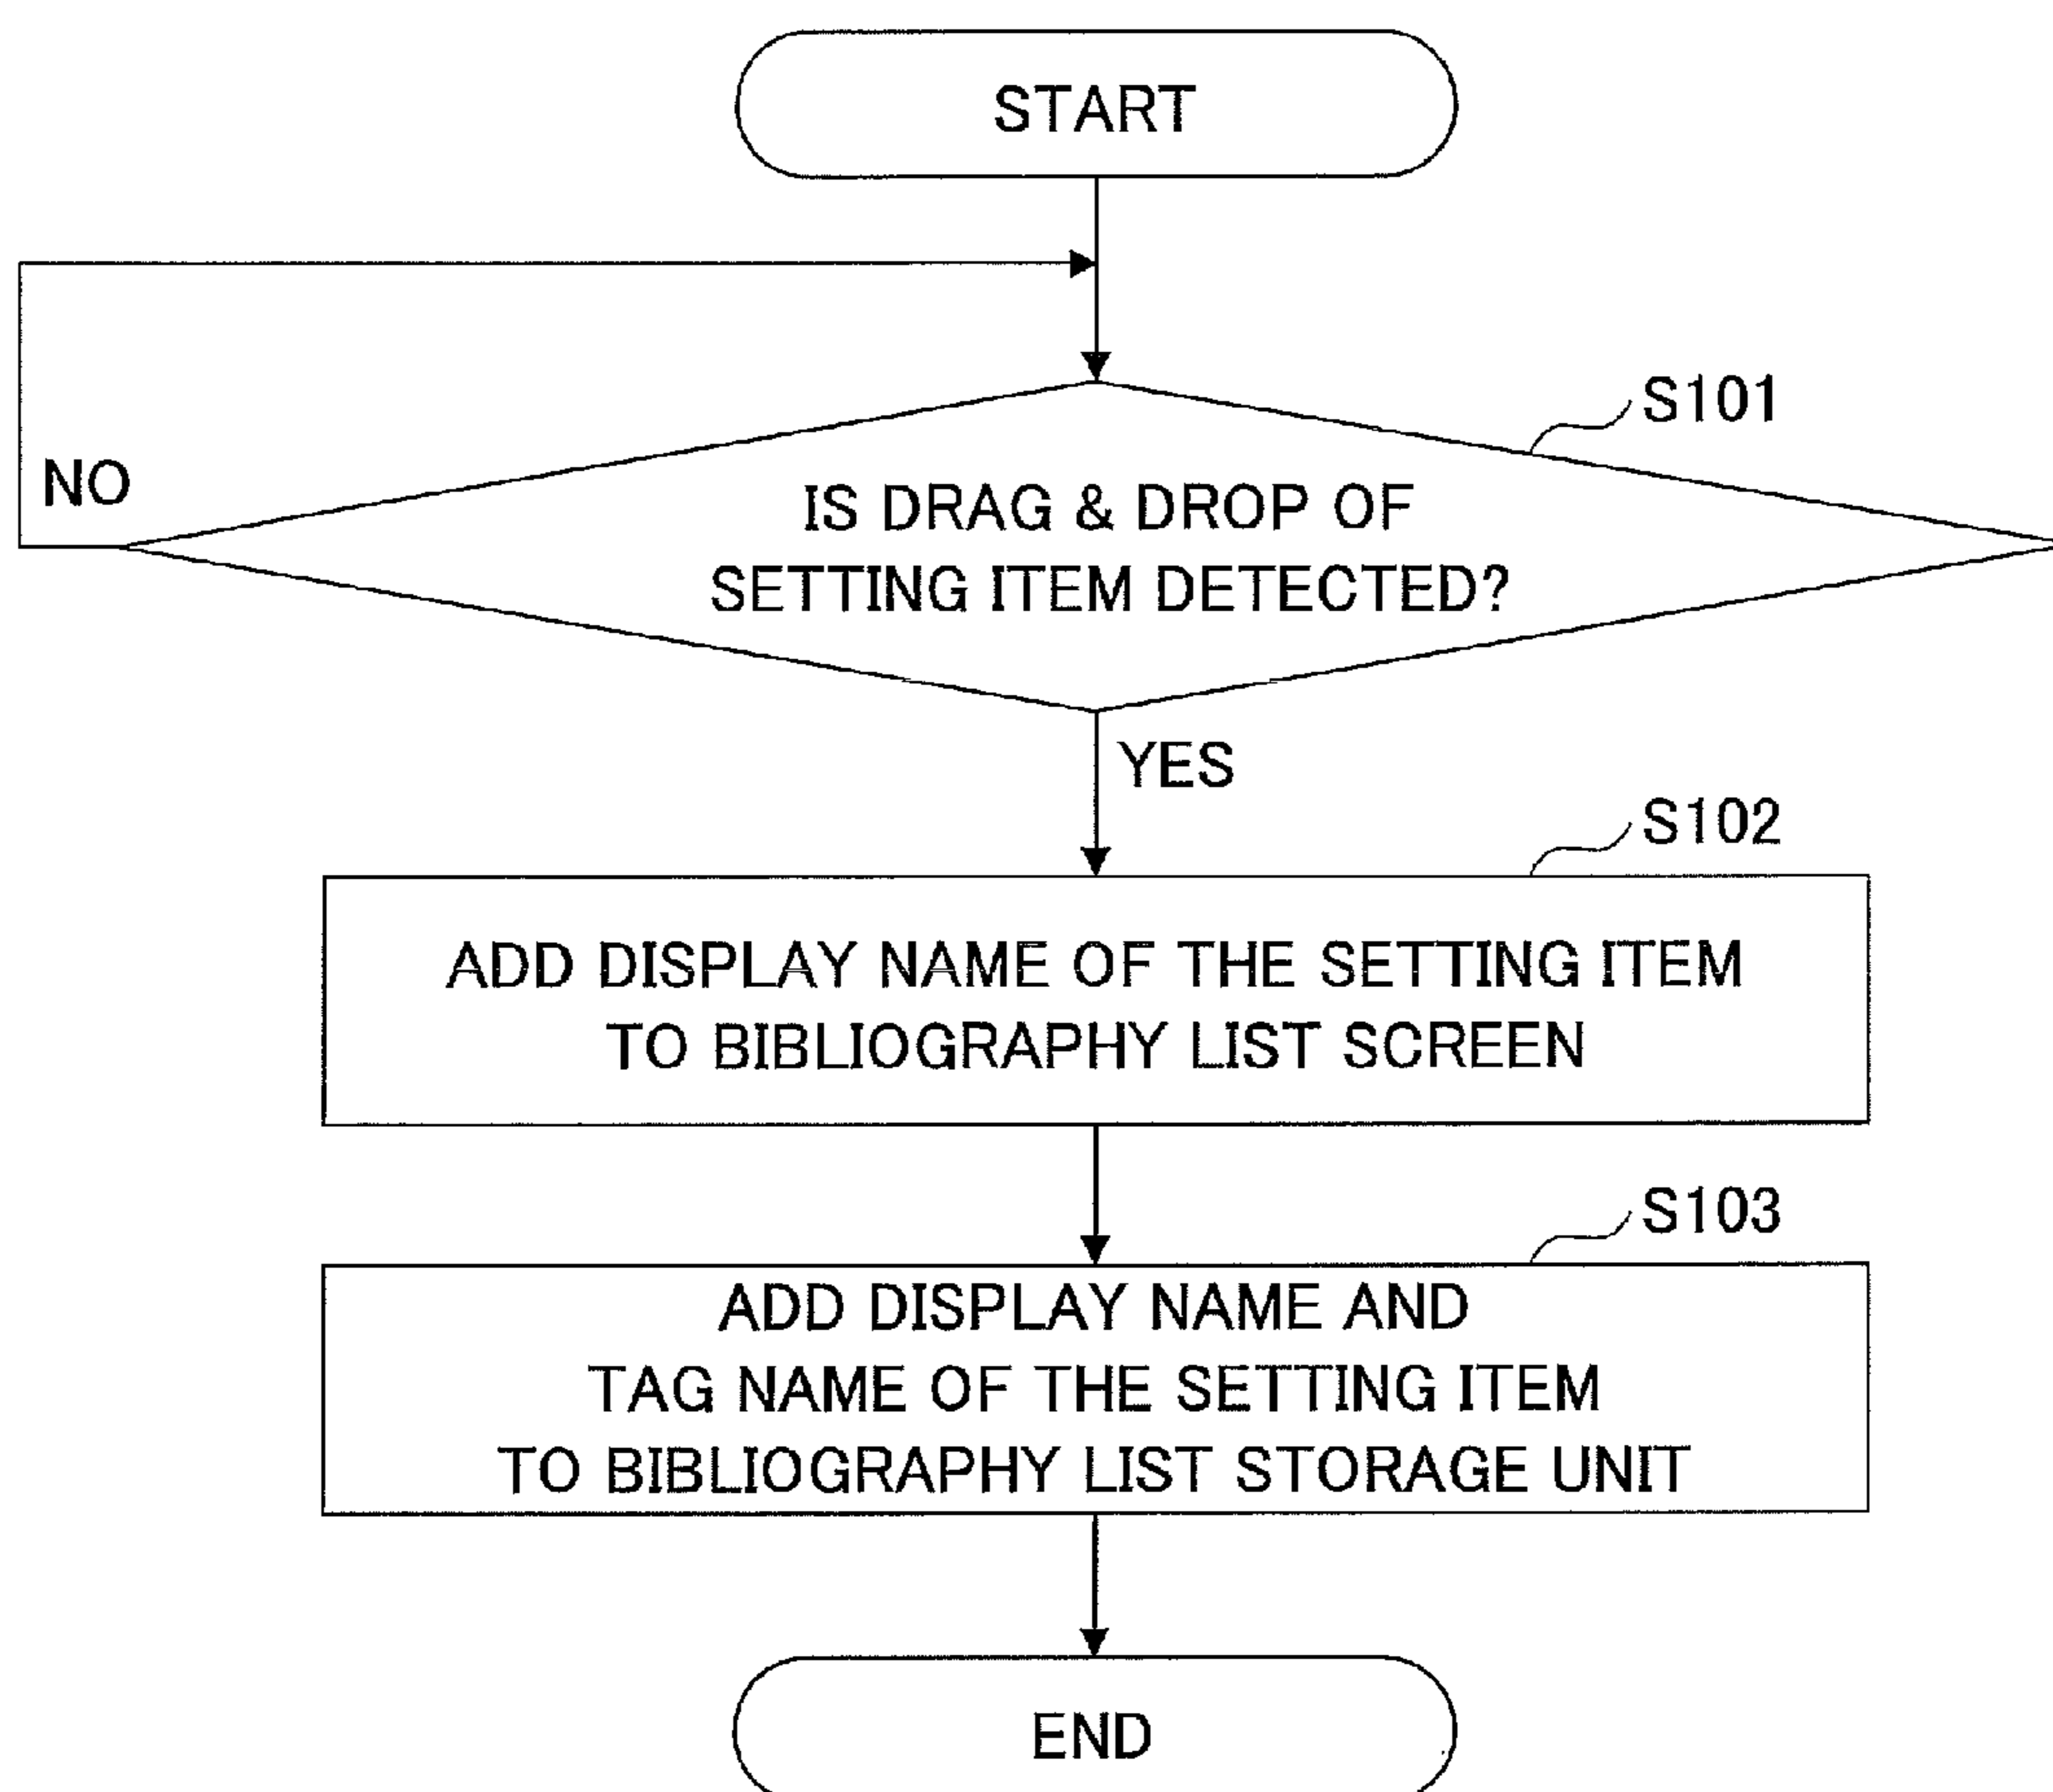 START
S101
NO
IS DRAG & DROP OF
SETTING ITEM DETECTED?
YES
S102
ADD DISPLAY NAME OF THE SETTING ITEM
TO BIBLIOGRAPHY LIST SCREEN
S103
ADD DISPLAY NAME AND
TAG NAME OF THE SETTING ITEM
TO BIBLIOGRAPHY LIST STORAGE UNIT
END